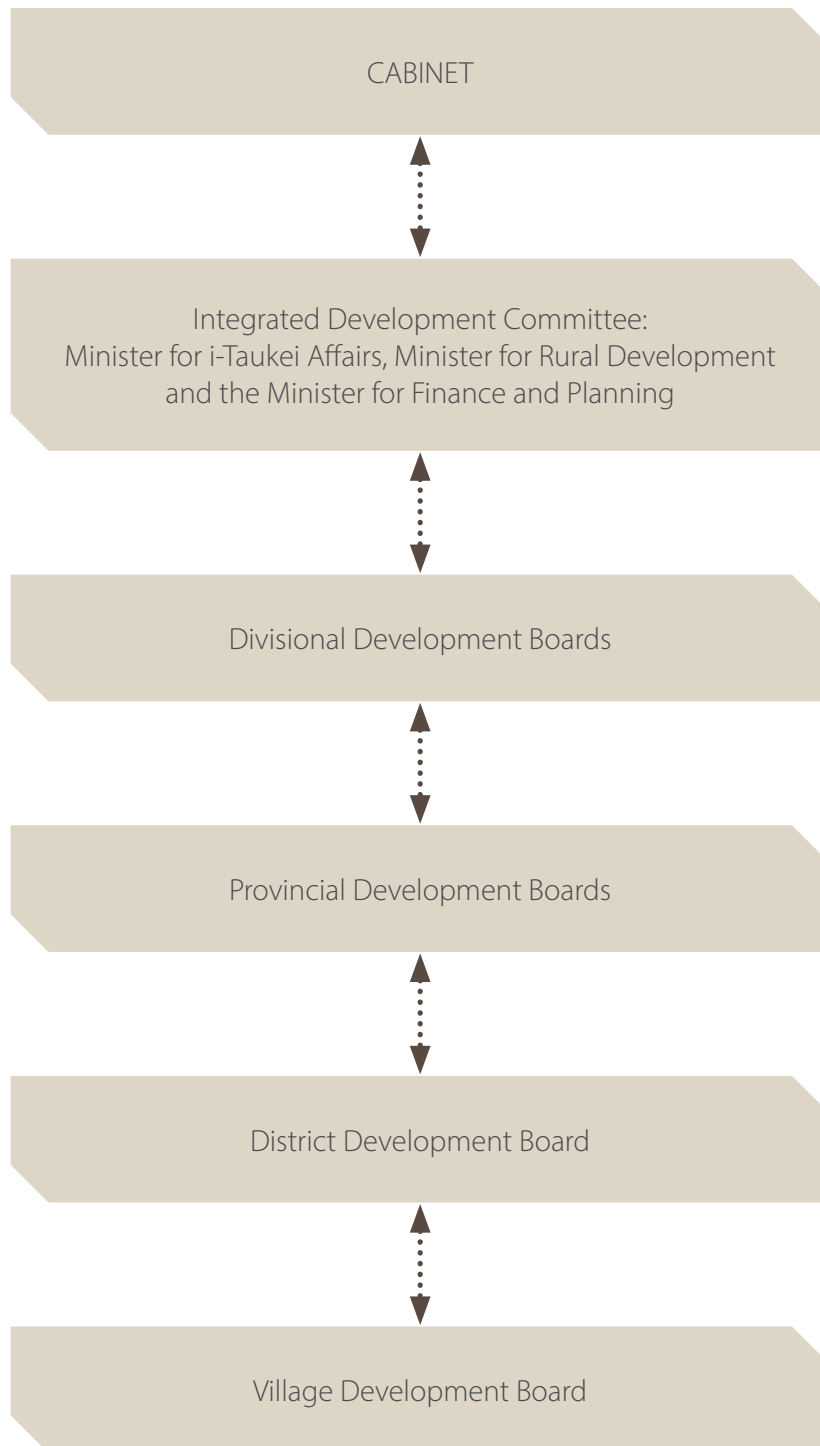 CABINET
Integrated Development Committee:
Minister for i-Taukei Affairs, Minister for Rural Development
and the Minister for Finance and Planning
Divisional Development Boards
Provincial Development Boards
District Development Board
Village Development Board